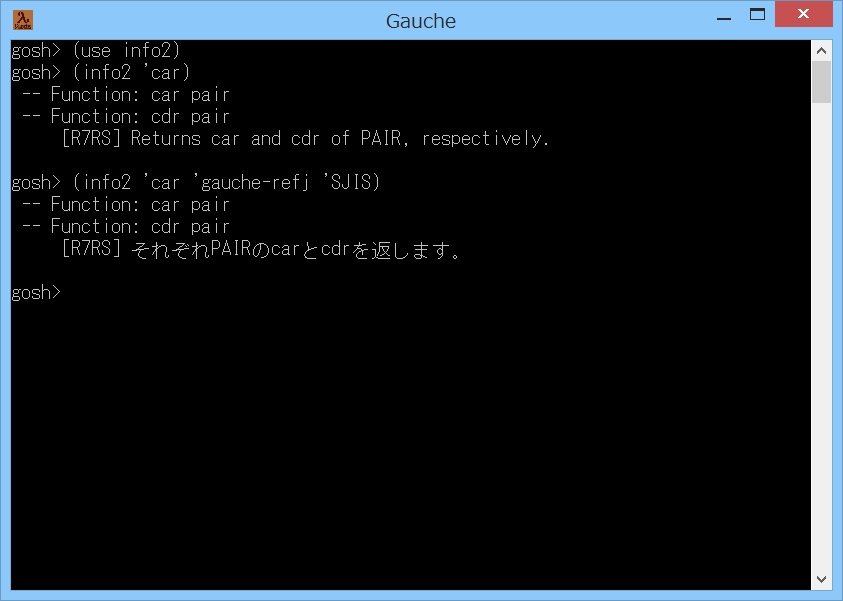 Gauche
gosh> (use info2)
gosh> (info2 'car)
 -- Function: car pair
 -- Function: cdr pair
     [R7RS] Returns car and cdr of PAIR, respectively.
gosh> (info2 'car 'gauche-refj 'SJIS)
 -- Function: car pair
 -- Function: cdr pair
     [R7RS] それぞれPAIRのcarとcdrを返します。
gosh>